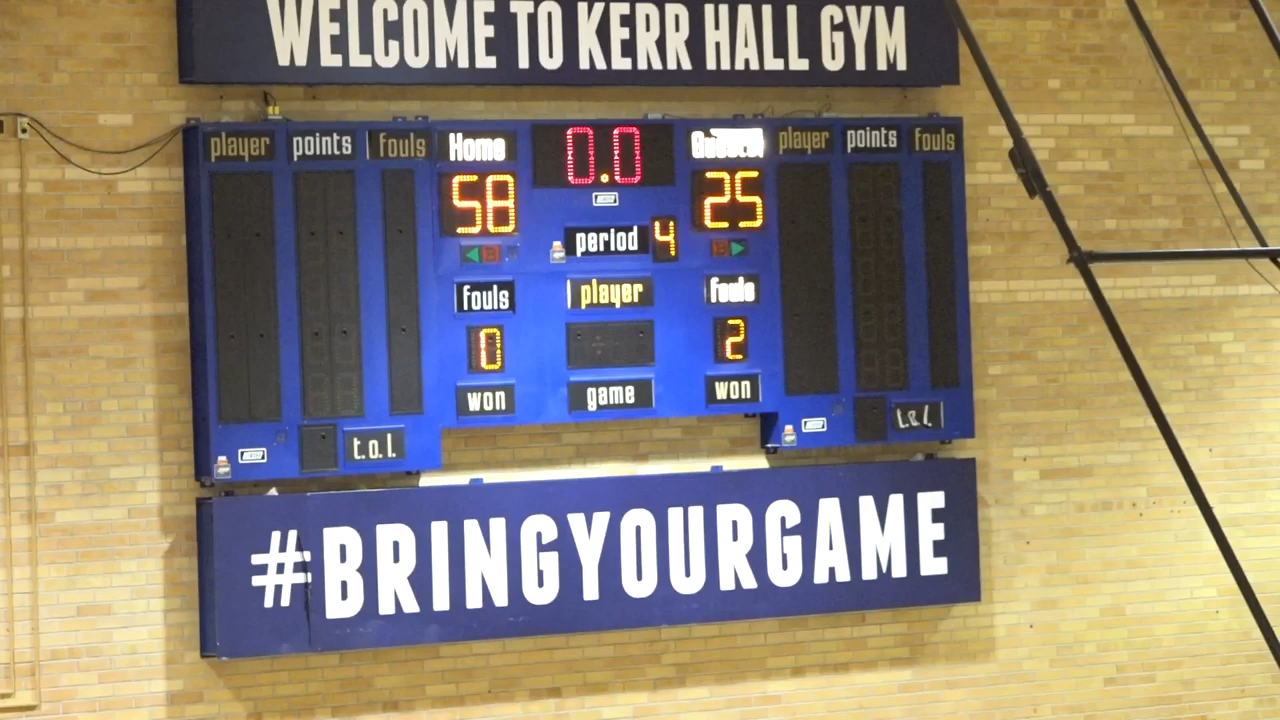 WELCOME TO KERR HALL GYM
player points fouls Home 0.0 Guests player points fouls
58 25
period 4
fouls player fouls
0 2
won game won
t.o.l. t.o.l.
#BRINGYOURGAME